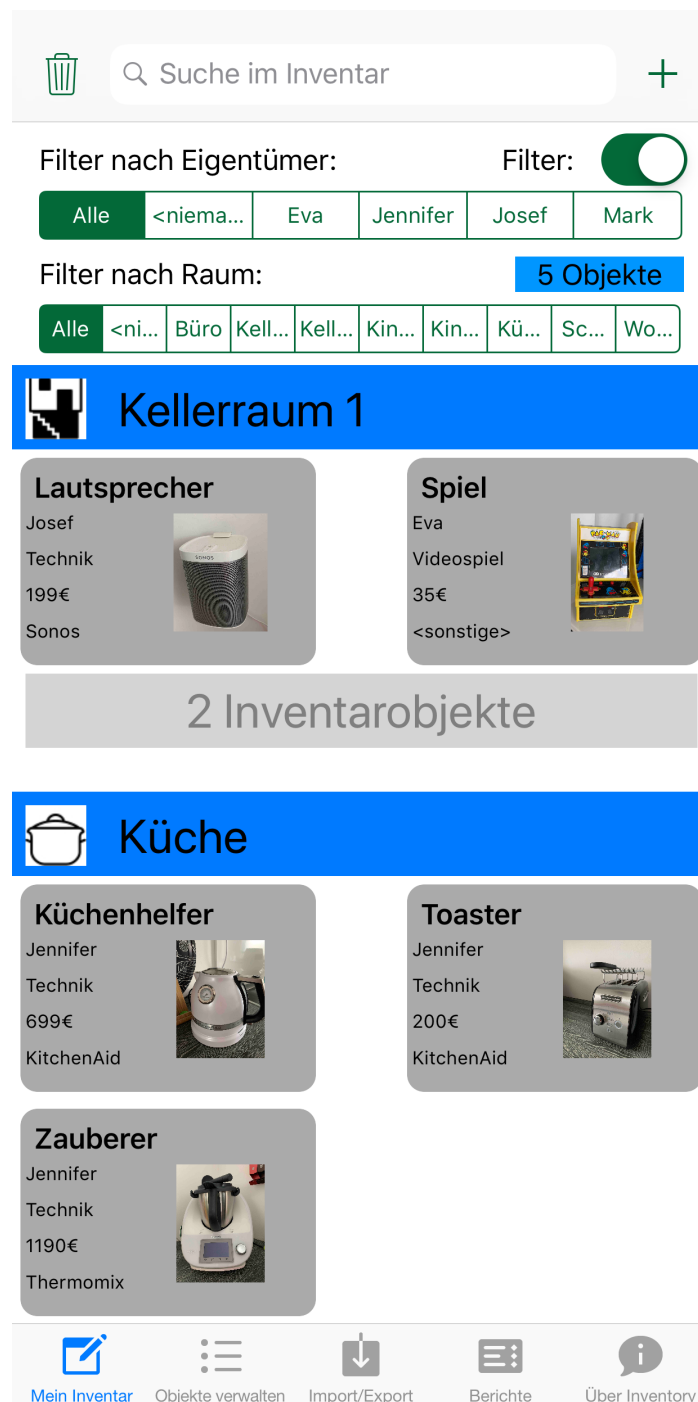 Suche im Inventar
Filter nach Eigentümer: Filter:
Alle <niema... Eva Jennifer Josef Mark
Filter nach Raum: 5 Objekte
Alle <ni... Büro Kell... Kell... Kin... Kin... Kü... Sc... Wo...
Kellerraum 1
Lautsprecher
Josef
Technik
199€
Sonos
SONOS
Spiel
Eva
Videospiel
35€
<sonstige>
PAC-MAN
2 Inventarobjekte
Küche
Küchenhelfer
Jennifer
Technik
699€
KitchenAid
Toaster
Jennifer
Technik
200€
KitchenAid
Zauberer
Jennifer
Technik
1190€
Thermomix
Mein Inventar Objekte verwalten Import/Export Berichte Über Inventory